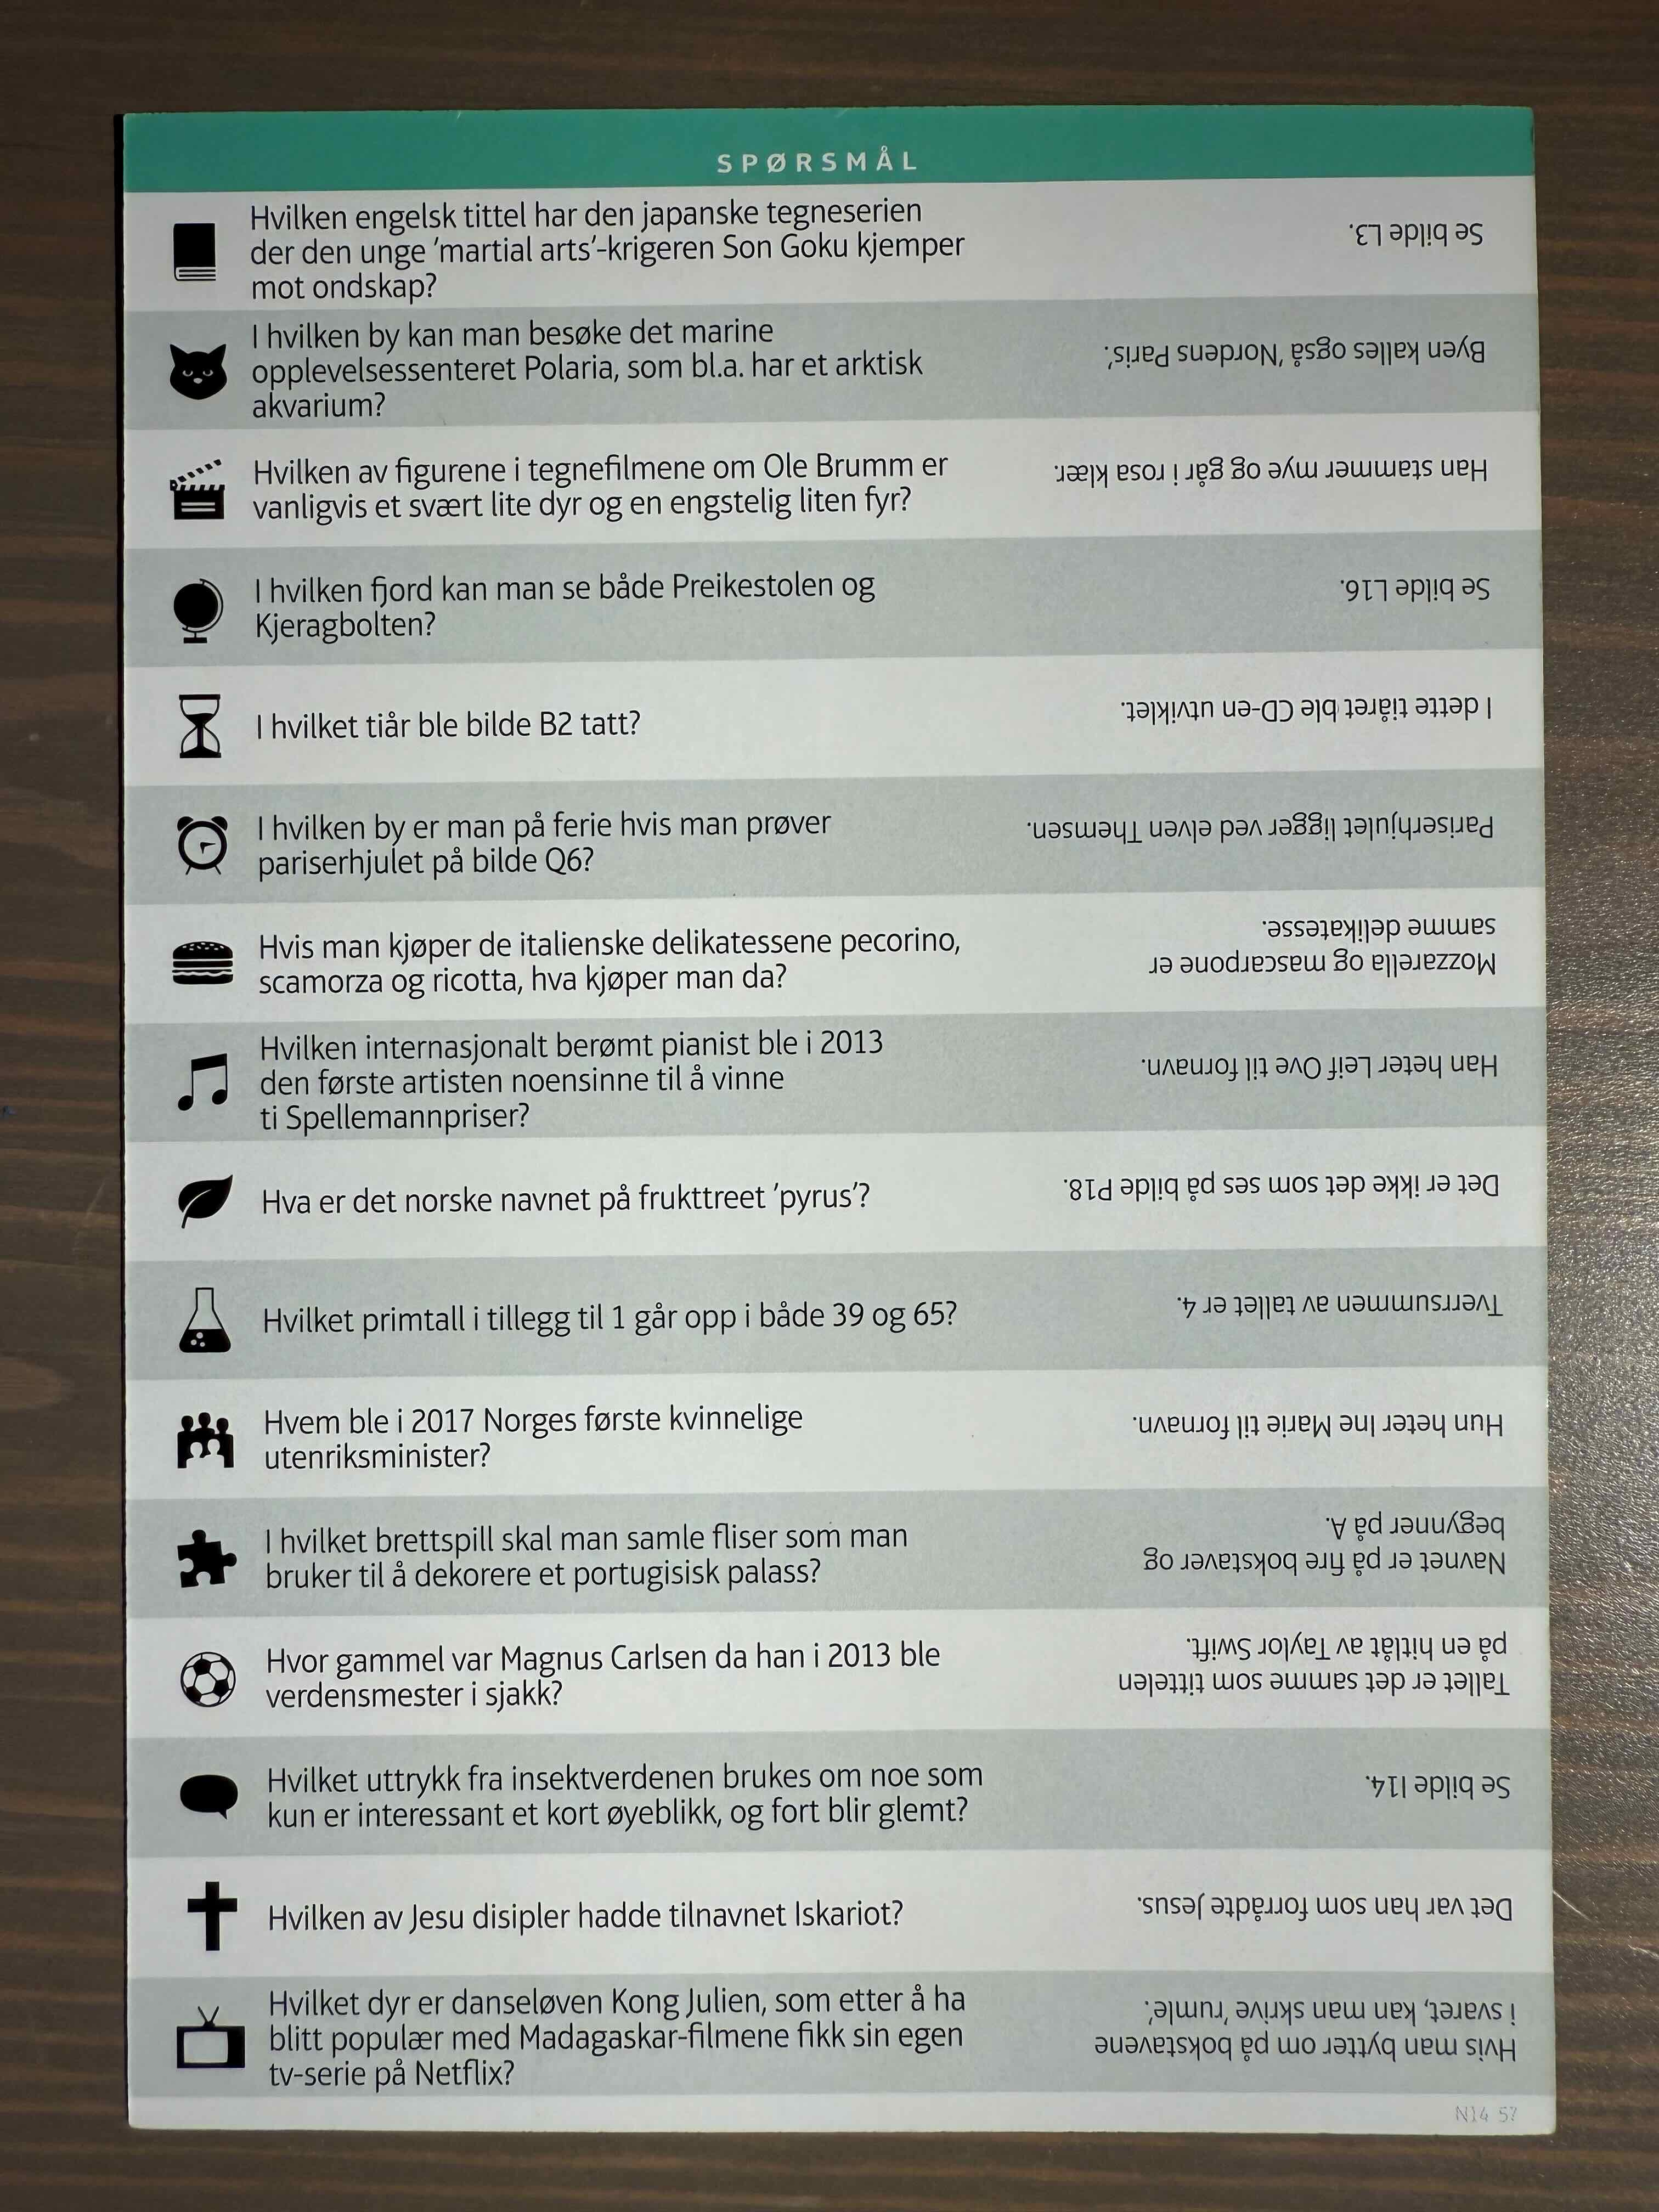 SPØRSMÅL
Hvilken engelsk tittel har den japanske tegneserien
der den unge ’martial arts’-krigeren Son Goku kjemper
mot ondskap?
Se bilde L3.
I hvilken by kan man besøke det marine
opplevelsessenteret Polaria, som bl.a. har et arktisk
akvarium?
Byen kalles også ’Nordens Paris’.
Hvilken av figurene i tegnefilmene om Ole Brumm er
vanligvis et svært lite dyr og en engstelig liten fyr?
Han stammer mye og går i rosa klær.
I hvilken fjord kan man se både Preikestolen og
Kjeragbolten?
Se bilde L16.
I hvilket tiår ble bilde B2 tatt?
I dette tiåret ble CD-en utviklet.
I hvilken by er man på ferie hvis man prøver
pariserhjulet på bilde Q6?
Pariserhjulet ligger ved elven Themsen.
Hvis man kjøper de italienske delikatessene pecorino,
scamorza og ricotta, hva kjøper man da?
Mozzarella og mascarpone er
samme delikatesse.
Hvilken internasjonalt berømt pianist ble i 2013
den første artisten noensinne til å vinne
ti Spellemannpriser?
Han heter Leif Ove til fornavn.
Hva er det norske navnet på frukttreet ’pyrus’?
Det er ikke det som ses på bilde P18.
Hvilket primtall i tillegg til 1 går opp i både 39 og 65?
Tverrsummen av tallet er 4.
Hvem ble i 2017 Norges første kvinnelige
utenriksminister?
Hun heter Ine Marie til fornavn.
I hvilket brettspill skal man samle fliser som man
bruker til å dekorere et portugisisk palass?
Navnet er på fire bokstaver og
begynner på A.
Hvor gammel var Magnus Carlsen da han i 2013 ble
verdensmester i sjakk?
Tallet er det samme som tittelen
på en hitlåt av Taylor Swift.
Hvilket uttrykk fra insektverdenen brukes om noe som
kun er interessant et kort øyeblikk, og fort blir glemt?
Se bilde I14.
Hvilken av Jesu disipler hadde tilnavnet Iskariot?
Det var han som forrådte Jesus.
Hvilket dyr er danseløven Kong Julien, som etter å ha
blitt populær med Madagaskar-filmene fikk sin egen
tv-serie på Netflix?
Hvis man bytter om på bokstavene
i svaret, kan man skrive ’rumle’.
N14 57